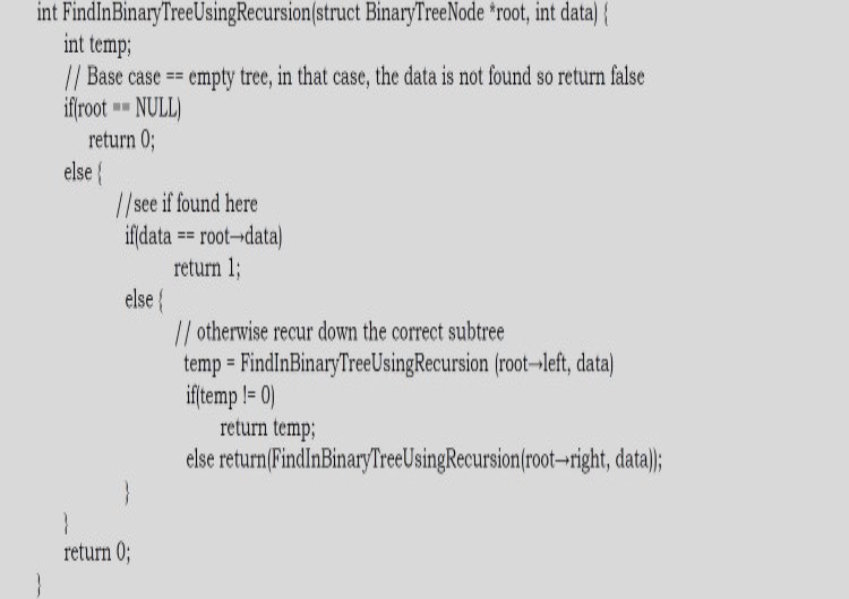 int FindInBinaryTreeUsingRecursion(struct BinaryTreeNode *root, int data) {
int temp;
// Base case == empty tree, in that case, the data is not found so return false
if(root == NULL)
return 0;
else {
//see if found here
if(data == root→data)
return 1;
else {
// otherwise recur down the correct subtree
temp = FindInBinaryTreeUsingRecursion (root→left, data)
if(temp != 0)
return temp;
else return(FindInBinaryTreeUsingRecursion(root→right, data));
}
}
return 0;
}